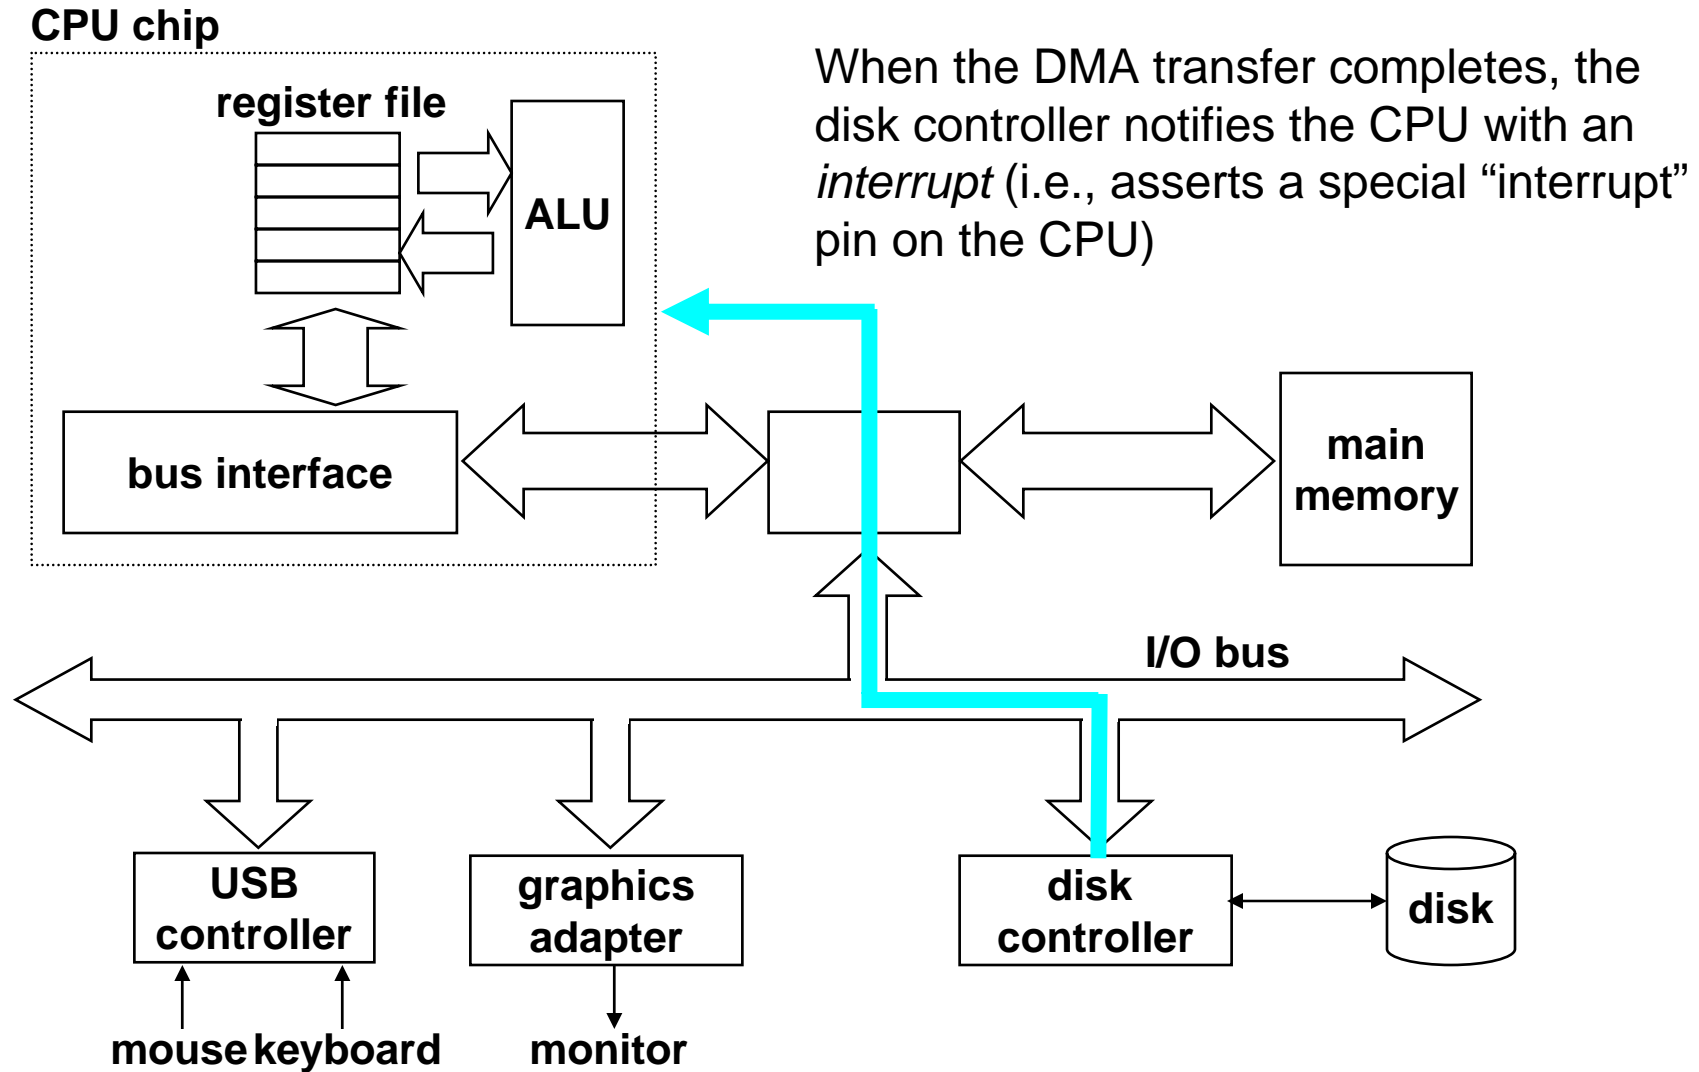 CPU chip
When the DMA transfer completes, the
disk controller notifies the CPU with an
interrupt (i.e., asserts a special “interrupt”
pin on the CPU)
register file
ALU
bus interface
main
memory
I/O bus
USB
controller
graphics
adapter
disk
controller
disk
mouse keyboard
monitor